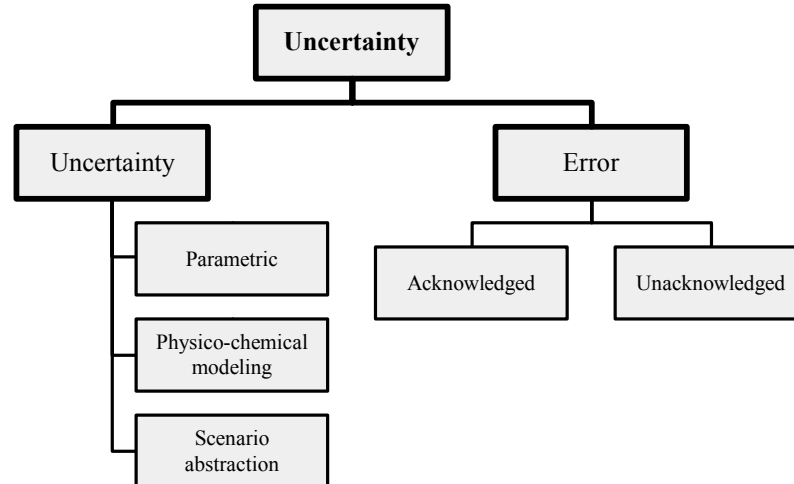 Uncertainty
Uncertainty
Error
Parametric
Physico-chemical
modeling
Scenario
abstraction
Acknowledged
Unacknowledged